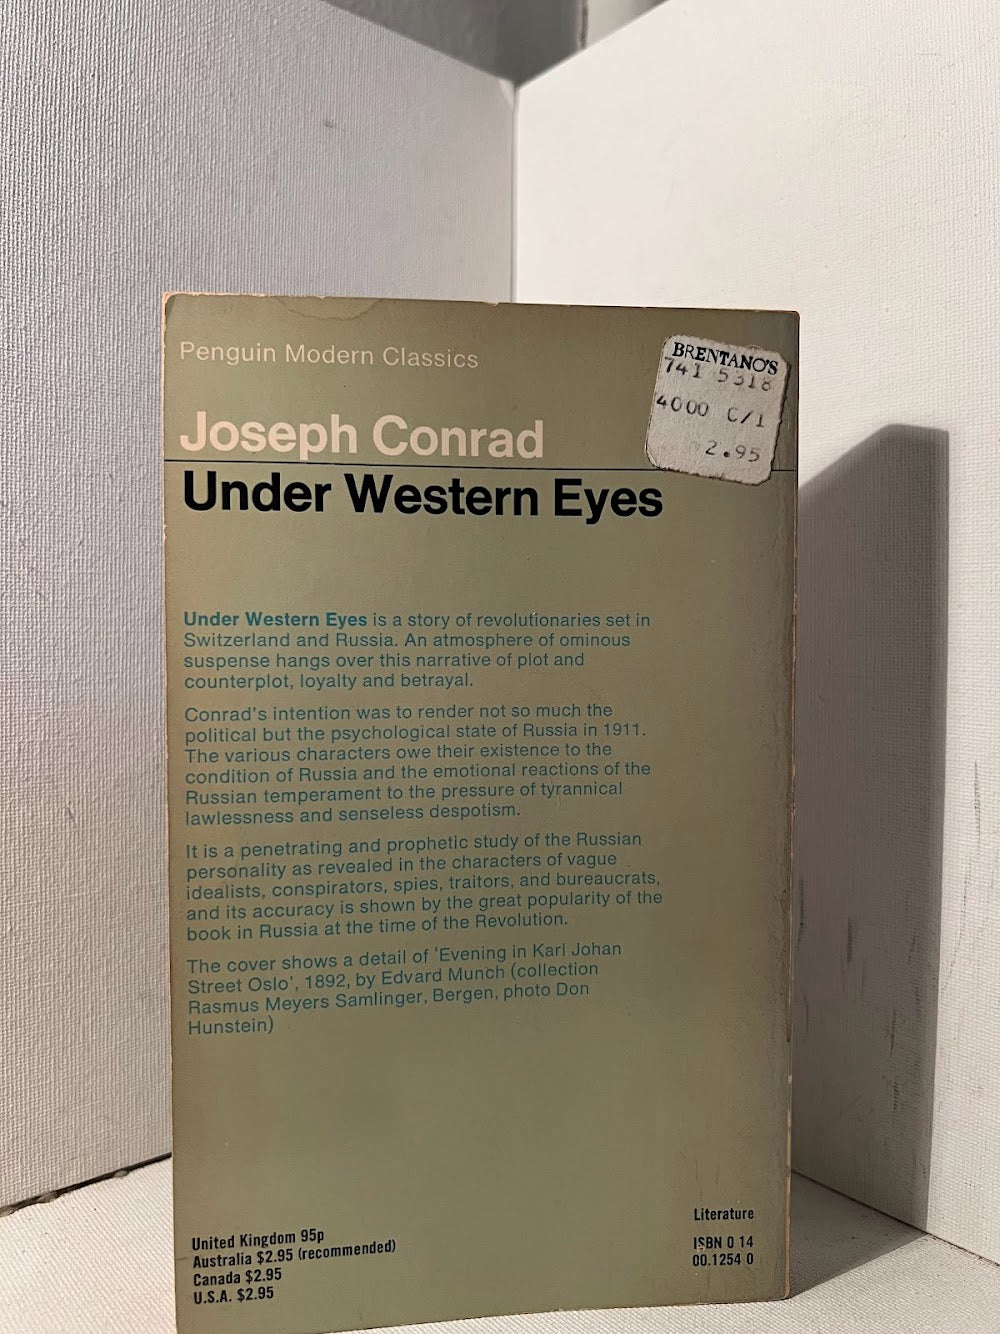 Penguin Modern Classics
BRENTANO'S
741 5318
4000 C/1
2.95
Joseph Conrad
Under Western Eyes
Under Western Eyes is a story of revolutionaries set in
Switzerland and Russia. An atmosphere of ominous
suspense hangs over this narrative of plot and
counterplot, loyalty and betrayal.
Conrad's intention was to render not so much the
political but the psychological state of Russia in 1911.
The various characters owe their existence to the
condition of Russia and the emotional reactions of the
Russian temperament to the pressure of tyrannical
lawlessness and senseless despotism.
It is a penetrating and prophetic study of the Russian
personality as revealed in the characters of vague
idealists, conspirators, spies, traitors, and bureaucrats,
and its accuracy is shown by the great popularity of the
book in Russia at the time of the Revolution.
The cover shows a detail of 'Evening in Karl Johan
Street Oslo', 1892, by Edvard Munch (collection
Rasmus Meyers Samlinger, Bergen, photo Don
Hunstein)
United Kingdom 95p
Australia $2.95 (recommended)
Canada $2.95
U.S.A. $2.95
Literature
ISBN 0 14
00.1254 0